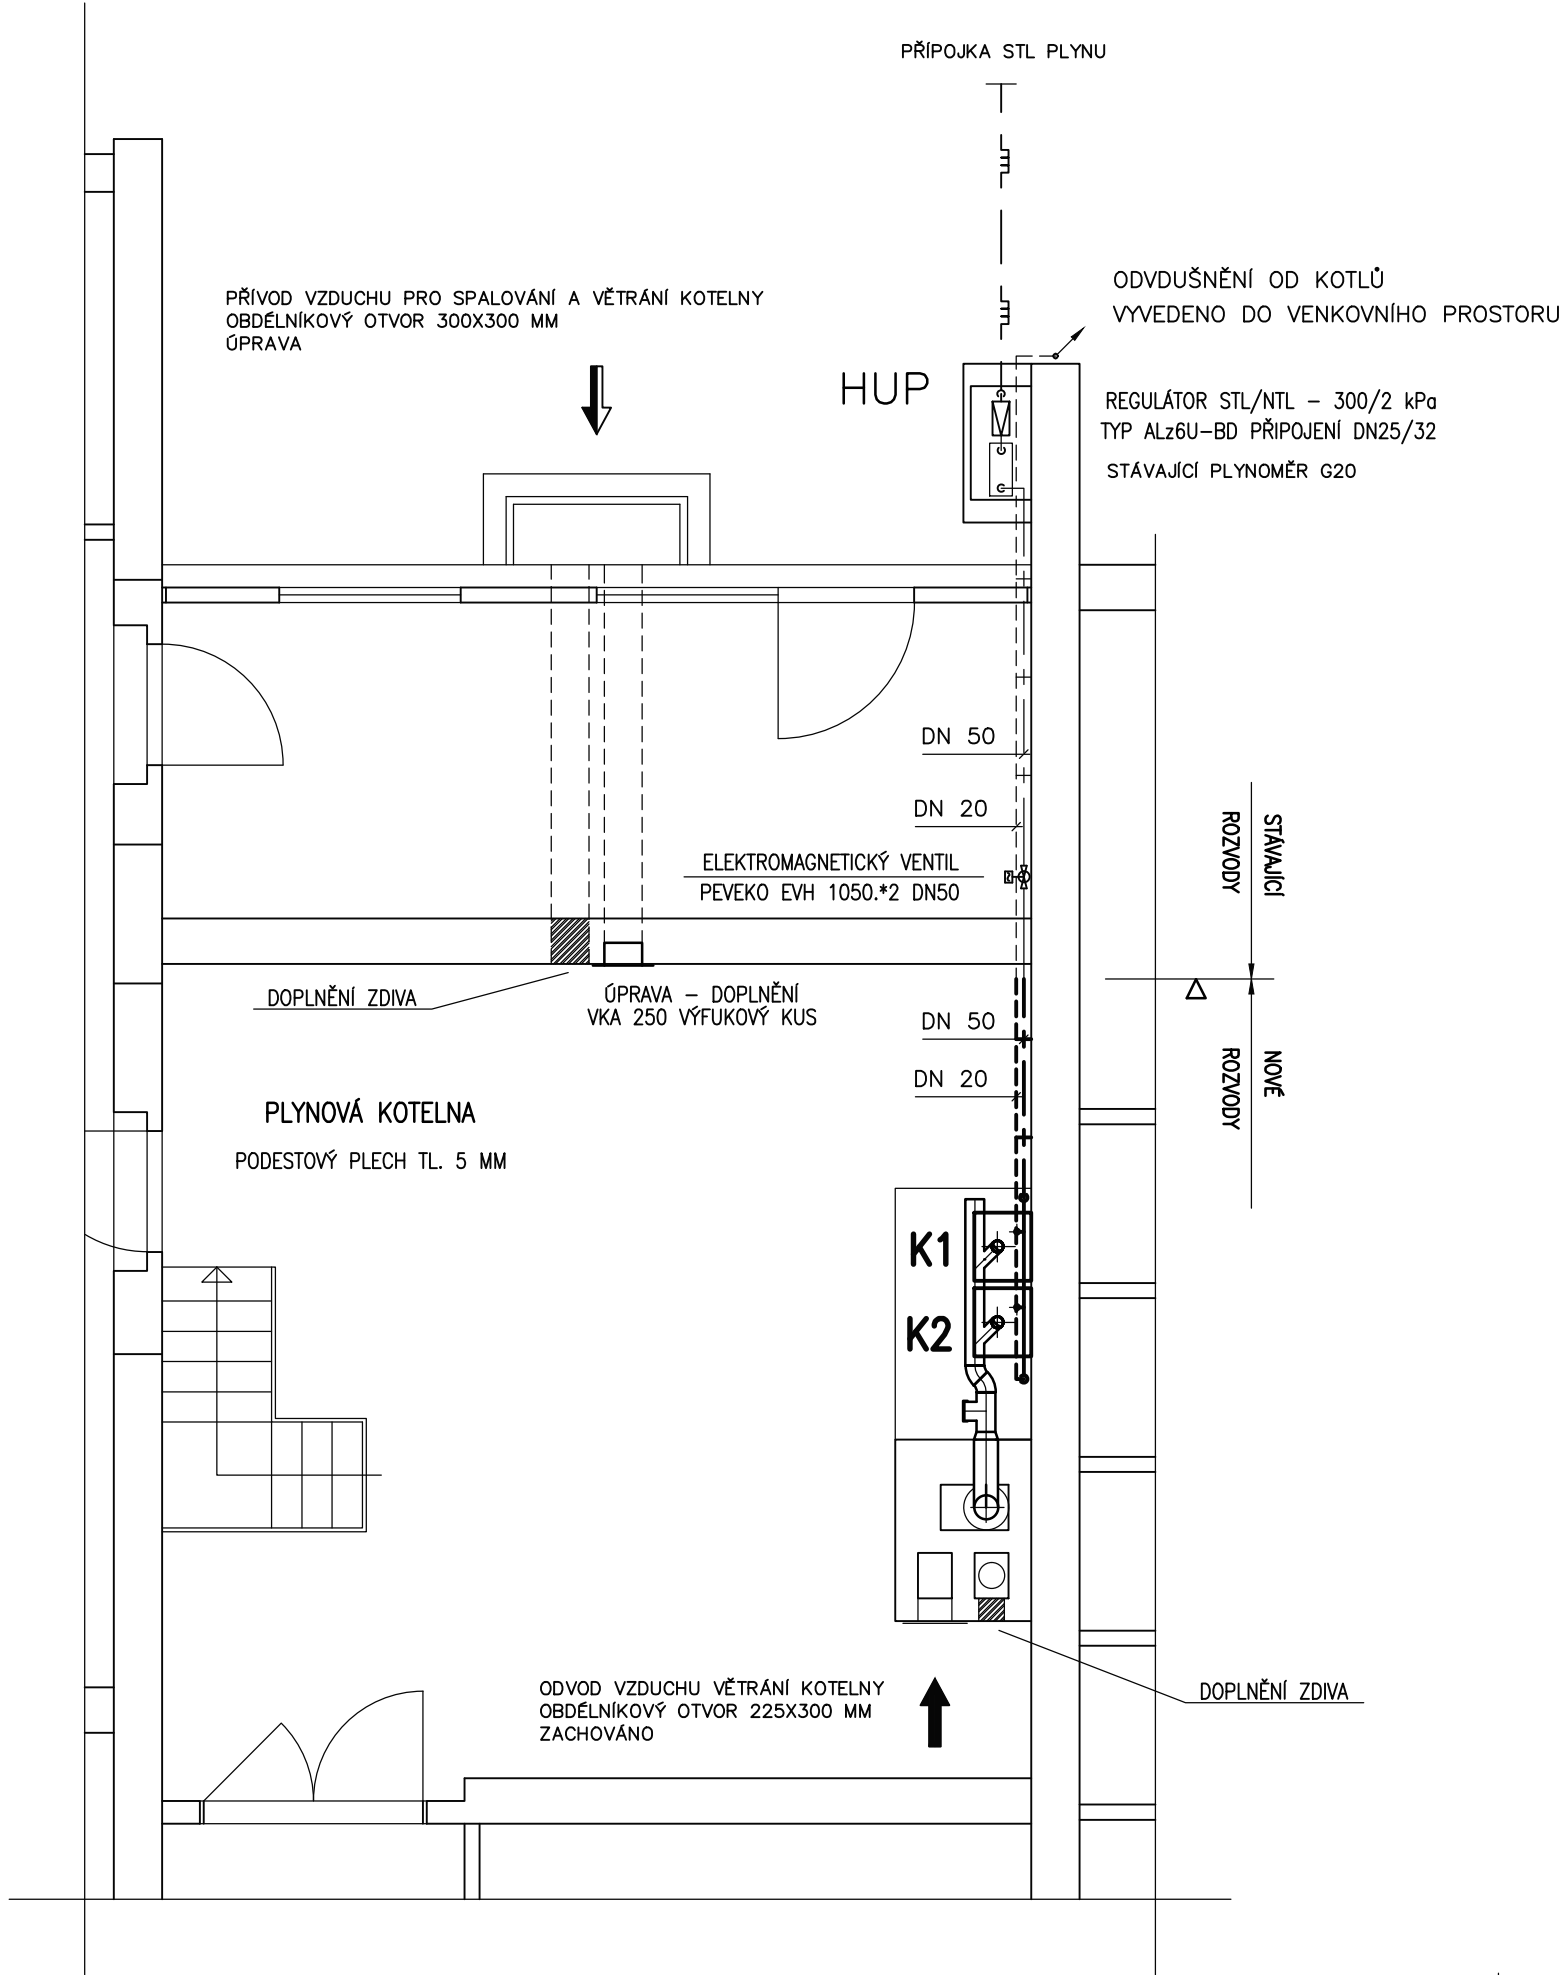 PŘÍPOJKA STL PLYNU
ODVDUŠNĚNÍ OD KOTLŮ
VYVEDENO DO VENKOVNÍHO PROSTORU
PŘÍVOD VZDUCHU PRO SPALOVÁNÍ A VĚTRÁNÍ KOTELNY
OBDÉLNÍKOVÝ OTVOR 300X300 MM
ÚPRAVA
HUP
REGULÁTOR STL/NTL – 300/2 kPa
TYP ALz6U–BD PŘIPOJENÍ DN25/32
STÁVAJÍCÍ PLYNOMĚR G20
DN 50
DN 20
STÁVAJÍCÍ
ROZVODY
ELEKTROMAGNETICKÝ VENTIL
PEVEKO EVH 1050.*2 DN50
DOPLNĚNÍ ZDIVA
ÚPRAVA – DOPLNĚNÍ
VKA 250 VÝFUKOVÝ KUS
DN 50
DN 20
NOVÉ
ROZVODY
PLYNOVÁ KOTELNA
PODESTOVÝ PLECH TL. 5 MM
K1
K2
ODVOD VZDUCHU VĚTRÁNÍ KOTELNY
OBDÉLNÍKOVÝ OTVOR 225X300 MM
ZACHOVÁNO
DOPLNĚNÍ ZDIVA